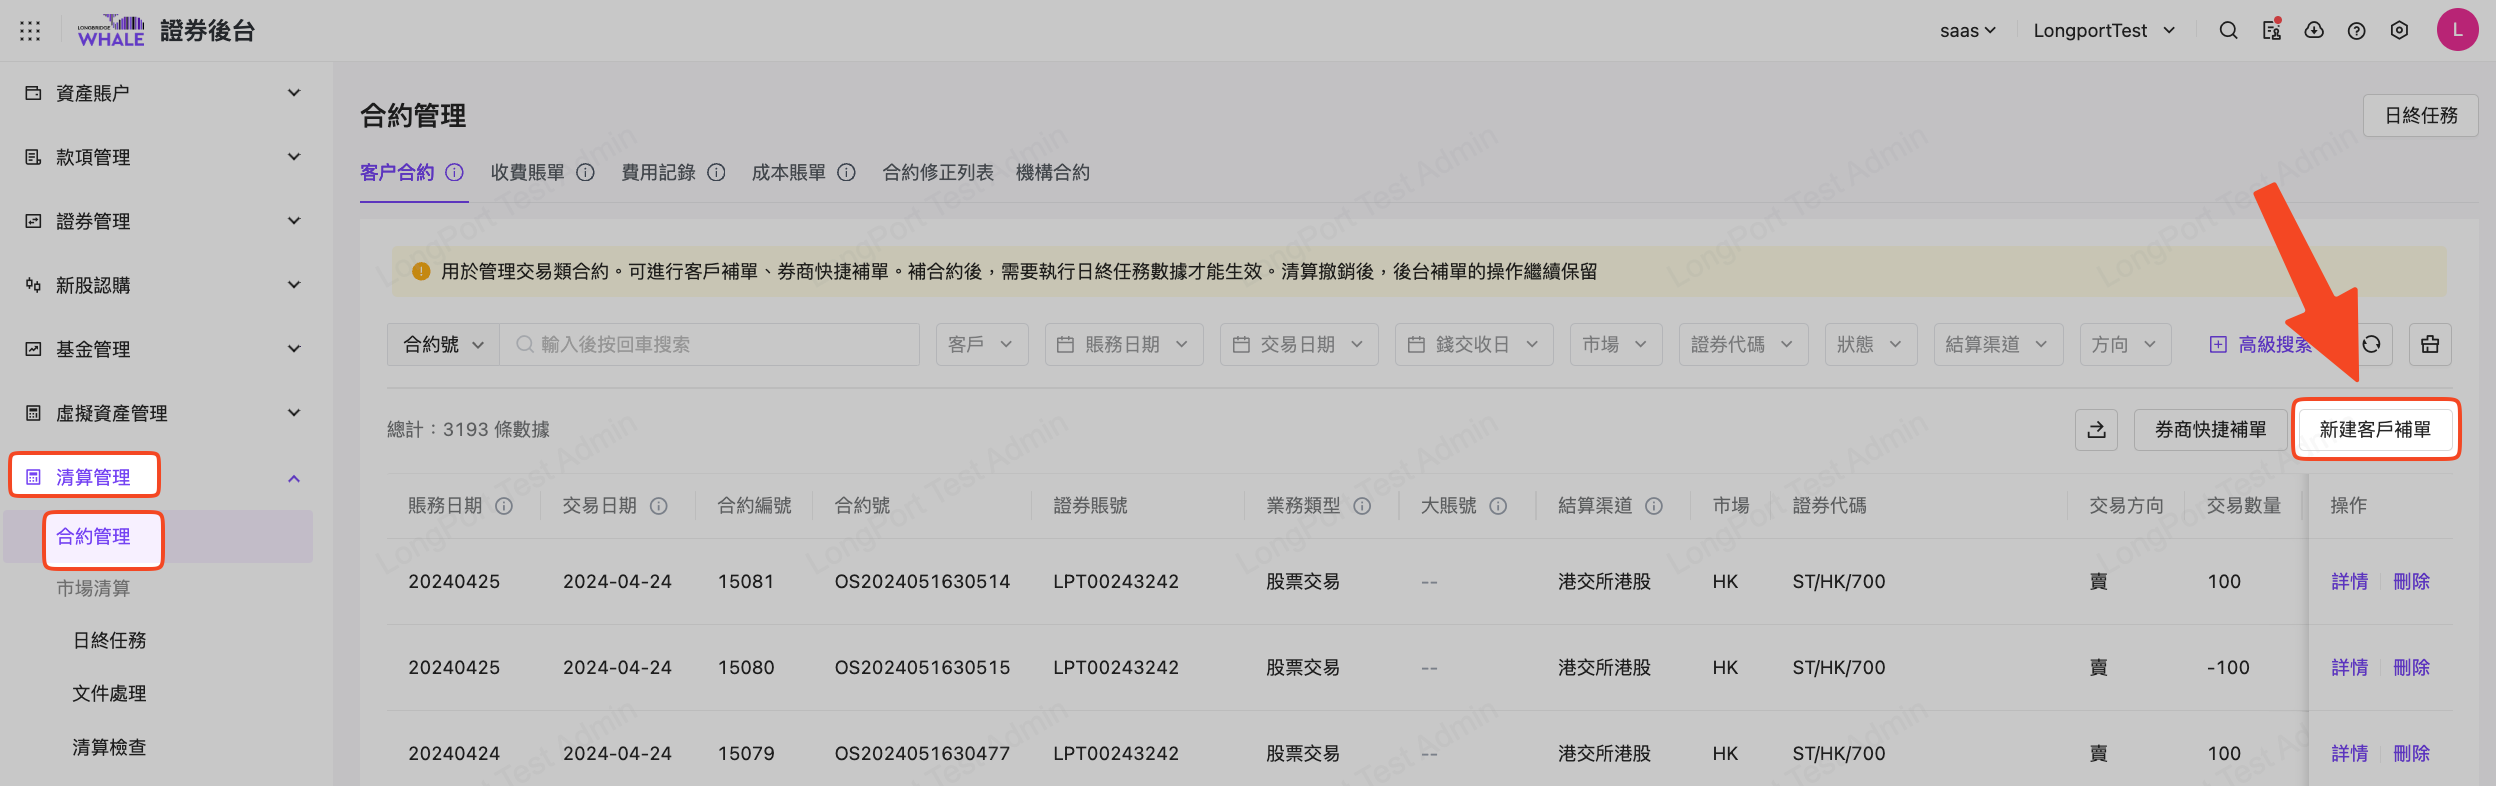 LONGBRIDGE
WHALE 證券後台 saas LongportTest L
資產賬户
款項管理
證券管理
新股認購
基金管理
虛擬資產管理
清算管理
合約管理
市場清算
日終任務
文件處理
清算檢查
合約管理 日終任務
客户合約 收費賬單 費用記錄 成本賬單 合約修正列表 機構合約
用於管理交易類合約。可進行客戶補單、券商快捷補單。補合約後，需要執行日終任務數據才能生效。清算撤銷後，後台補單的操作繼續保留
合約號 輸入後按回車搜索 客戶 賬務日期 交易日期 錢交收日 市場 證券代碼 狀態 結算渠道 方向 高級搜索
總計：3193 條數據 券商快捷補單 新建客戶補單
賬務日期 交易日期 合約編號 合約號 證券賬號 業務類型 大賬號 結算渠道 市場 證券代碼 交易方向 交易數量 操作
20240425 2024-04-24 15081 OS2024051630514 LPT00243242 股票交易 -- 港交所港股 HK ST/HK/700 賣 100 詳情 刪除
20240425 2024-04-24 15080 OS2024051630515 LPT00243242 股票交易 -- 港交所港股 HK ST/HK/700 賣 -100 詳情 刪除
20240424 2024-04-24 15079 OS2024051630477 LPT00243242 股票交易 -- 港交所港股 HK ST/HK/700 賣 100 詳情 刪除
LongPort Test Admin